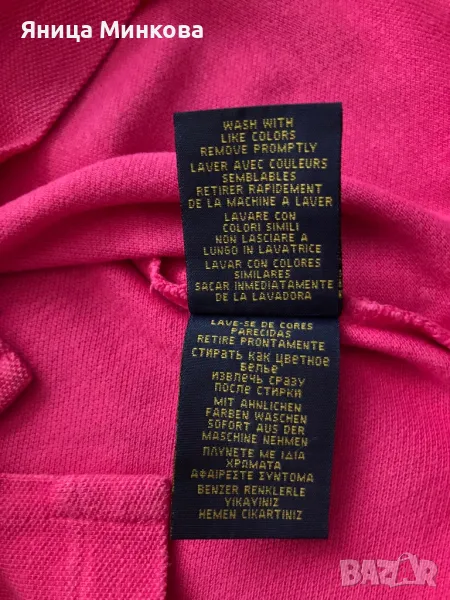 Яница Минкова
WASH WITH
LIKE COLORS
REMOVE PROMPTLY
LAVER AVEC COULEURS
SEMBLABLES
RETIRER RAPIDEMENT
DE LA MACHINE A LAVER
LAVARE CON
COLORI SIMILI
NON LASCIARE A
LUNGO IN LAVATRICE
LAVAR CON COLORES
SIMILARES
SACAR INMEDIATAMENTE
DE LA LAVADORA
LAVE-SE DE CORES
PARECIDAS
RETIRE PRONTAMENTE
СТИРАТЬ КАК ЦВЕТНОЕ
БЕЛЬЕ
ИЗВЛЕЧЬ СРАЗУ
ПОСЛЕ СТИРКИ
MIT AHNLICHEN
FARBEN WASCHEN
SOFORT AUS DER
MASCHINE NEHMEN
ΠΛΥΝΕΤΕ ΜΕ ΙΔΙΑ
ΧΡΩΜΑΤΑ
ΑΦΑΙΡΕΣΤΕ ΣΥΝΤΟΜΑ
BENZER RENKLERLE
YIKAYINIZ
HEMEN CIKARTINIZ
BAZAR